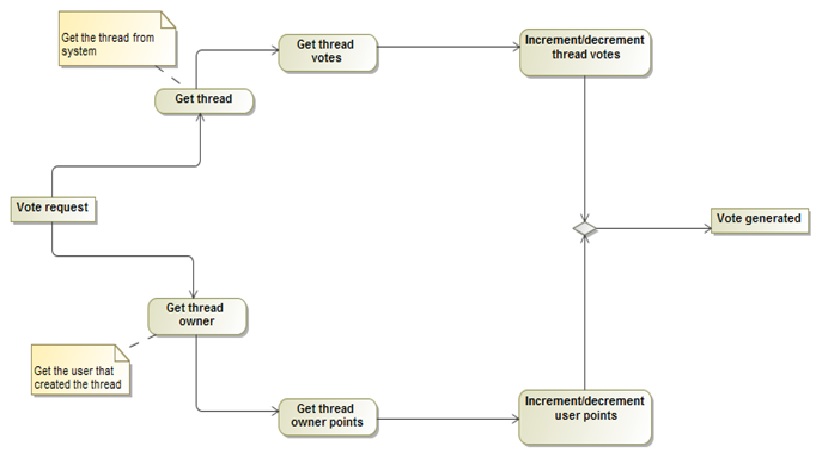 Get the thread from
system
Get thread
votes
Increment/decrement
thread votes
Get thread
Vote request
Vote generated
Get thread
owner
Get the user that
created the thread
Get thread
owner points
Increment/decrement
user points